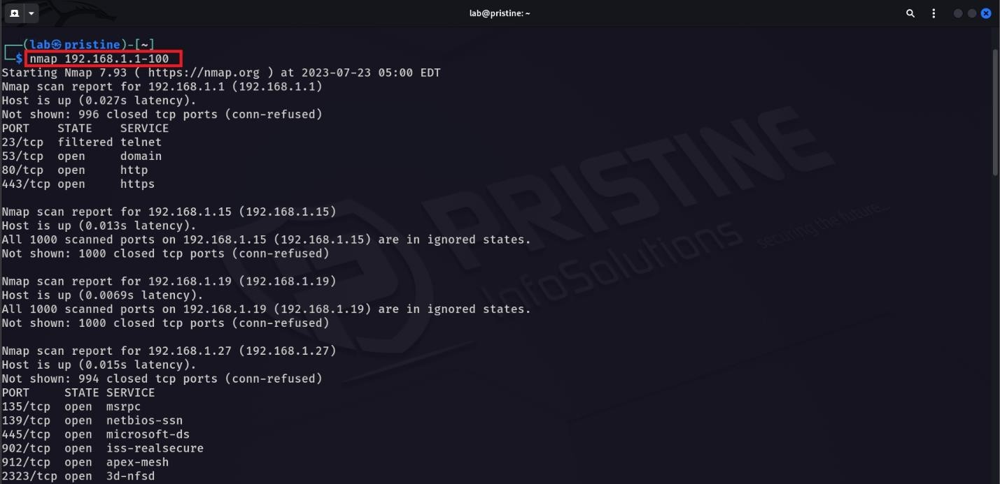 lab@pristine: ~
(lab㉿pristine)-[~]
$ nmap 192.168.1.1-100
Starting Nmap 7.93 ( https://nmap.org ) at 2023-07-23 05:00 EDT
Nmap scan report for 192.168.1.1 (192.168.1.1)
Host is up (0.027s latency).
Not shown: 996 closed tcp ports (conn-refused)
PORT    STATE    SERVICE
23/tcp  filtered telnet
53/tcp  open     domain
80/tcp  open     http
443/tcp open     https
Nmap scan report for 192.168.1.15 (192.168.1.15)
Host is up (0.013s latency).
All 1000 scanned ports on 192.168.1.15 (192.168.1.15) are in ignored states.
Not shown: 1000 closed tcp ports (conn-refused)
Nmap scan report for 192.168.1.19 (192.168.1.19)
Host is up (0.0069s latency).
All 1000 scanned ports on 192.168.1.19 (192.168.1.19) are in ignored states.
Not shown: 1000 closed tcp ports (conn-refused)
Nmap scan report for 192.168.1.27 (192.168.1.27)
Host is up (0.015s latency).
Not shown: 994 closed tcp ports (conn-refused)
PORT     STATE SERVICE
135/tcp  open  msrpc
139/tcp  open  netbios-ssn
445/tcp  open  microsoft-ds
902/tcp  open  iss-realsecure
912/tcp  open  apex-mesh
2323/tcp open  3d-nfsd
PRISTINE
InfoSolutions
securing the future...